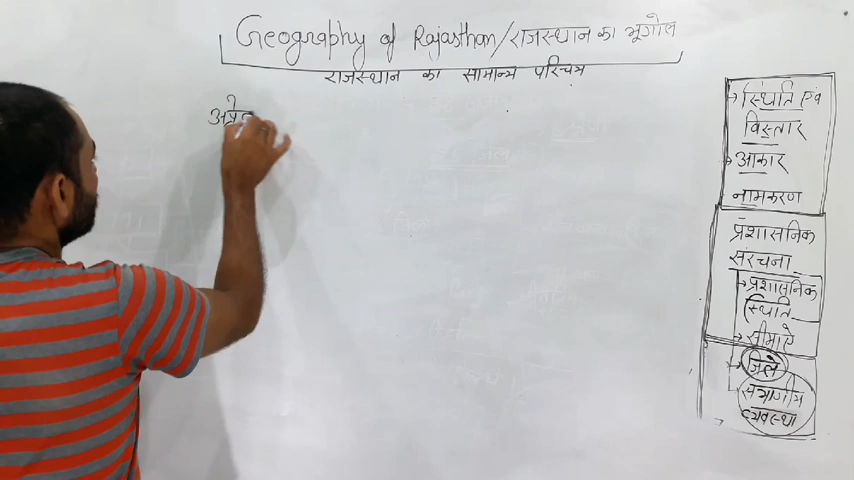 Geography of Rajasthan/राजस्थान का भूगोल
राजस्थान का सामान्य परिचय
→ स्थिति एवं
विस्तार
→ आकार
नामकरण
प्रशासनिक
संरचना
→ प्रशासनिक
स्थिति
→ सीमाऐ
→ जिले
→ संभागीय
व्यवस्था